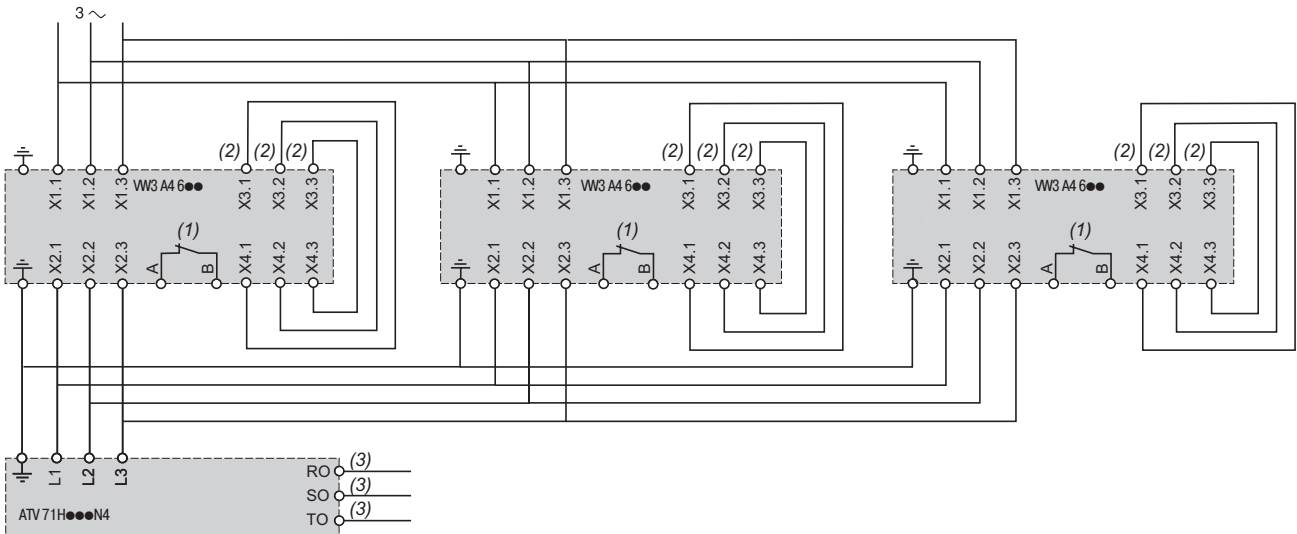 3 ~
(2) (2) (2) (2) (2) (2) (2) (2) (2)
X1.1 X1.2 X1.3 VW3 A4 6●● X3.1 X3.2 X3.3 X1.1 X1.2 X1.3 VW3 A4 6●● X3.1 X3.2 X3.3 X1.1 X1.2 X1.3 VW3 A4 6●● X3.1 X3.2 X3.3
(1) (1) (1)
X2.1 X2.2 X2.3 A B X4.1 X4.2 X4.3 X2.1 X2.2 X2.3 A B X4.1 X4.2 X4.3 X2.1 X2.2 X2.3 A B X4.1 X4.2 X4.3
L1 L2 L3
RO (3)
SO (3)
TO (3)
ATV 71H●●●N4